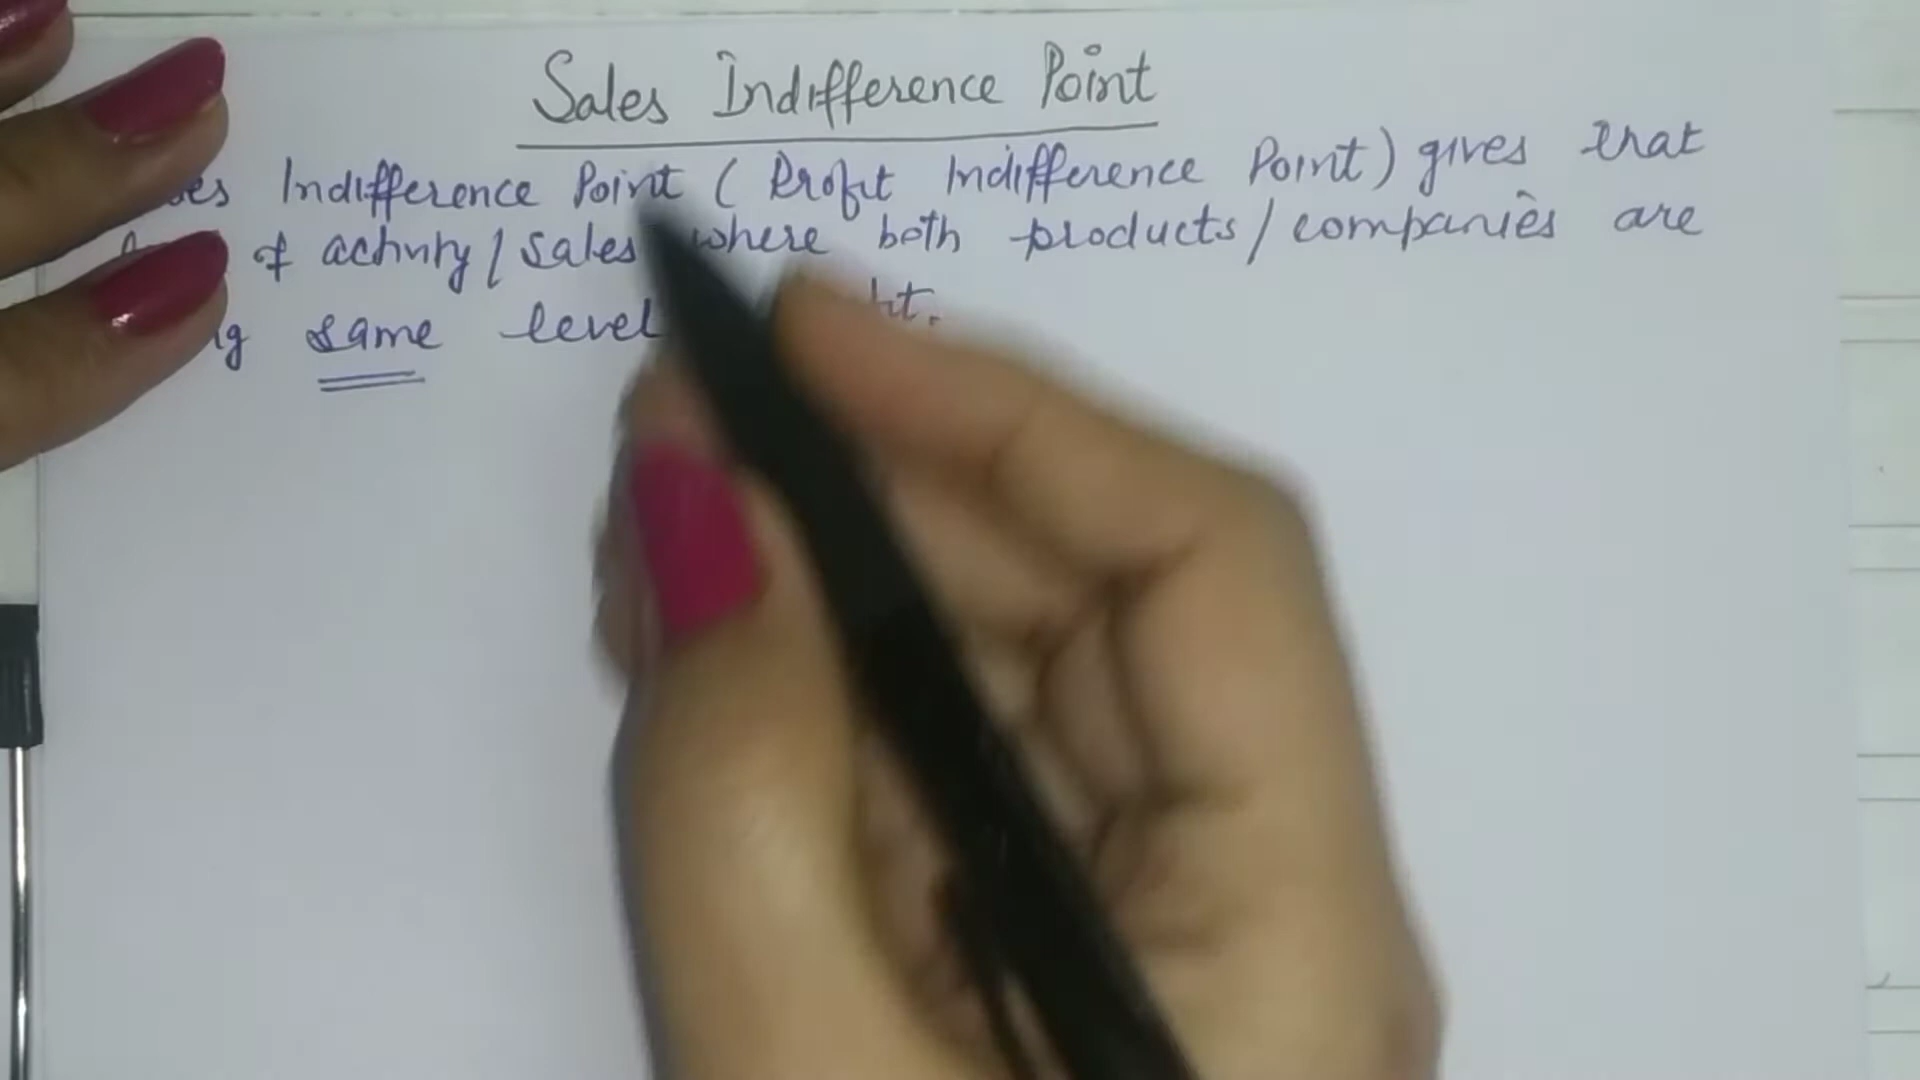 Sales Indifference Point
Indifference Point ( Profit Indifference Point) gives that
of activity / Sales where both products / companies are
same level